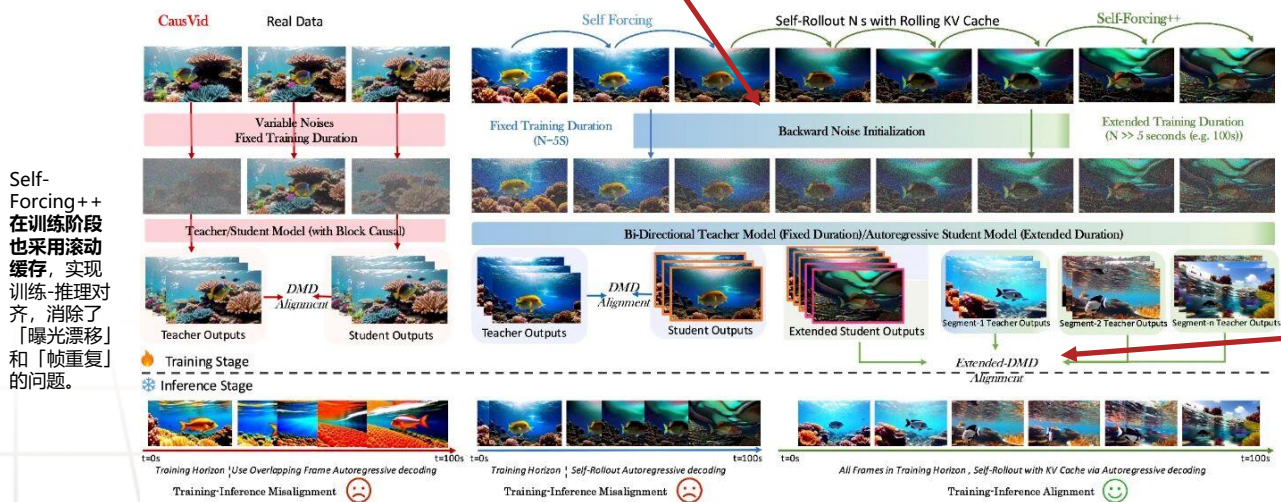 CausVid
Real Data
Self Forcing
Self-Rollout N s with Rolling KV Cache
Self-Forcing++
Variable Noises
Fixed Training Duration
Fixed Training Duration
(N=5S)
Backward Noise Initialization
Extended Training Duration
(N >> 5 seconds (e.g. 100s))
Self-
Forcing++
在训练阶段
也采用滚动
缓存，实现
训练-推理对
齐，消除了
「曝光漂移」
和「帧重复」
的问题。
Teacher/Student Model (with Block Causal)
Bi-Directional Teacher Model (Fixed Duration)/Autoregressive Student Model (Extended Duration)
DMD
Alignment
Teacher Outputs
Student Outputs
DMD
Alignment
Teacher Outputs
Student Outputs
Extended Student Outputs
Segment-1 Teacher Outputs
Segment-2 Teacher Outputs
Segment-n Teacher Outputs
Extended-DMD
Alignment
Training Stage
Inference Stage
t=0s
t=100s
t=0s
t=100s
t=0s
t=100s
Training Horizon ¦ Use Overlapping Frame Autoregressive decoding
Training Horizon ¦ Self-Rollout Autoregressive decoding
All Frames in Training Horizon , Self-Rollout with KV Cache via Autoregressive decoding
Training-Inference Misalignment
Training-Inference Misalignment
Training-Inference Alignment